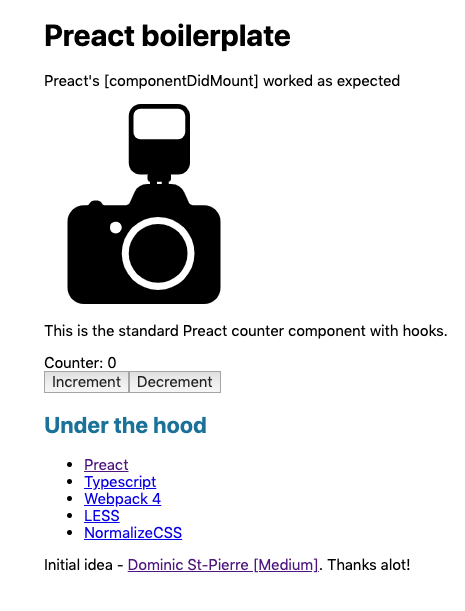 Preact boilerplate
Preact's [componentDidMount] worked as expected
This is the standard Preact counter component with hooks.
Counter: 0
Increment Decrement
Under the hood
Preact
Typescript
Webpack 4
LESS
NormalizeCSS
Initial idea - Dominic St-Pierre [Medium]. Thanks alot!